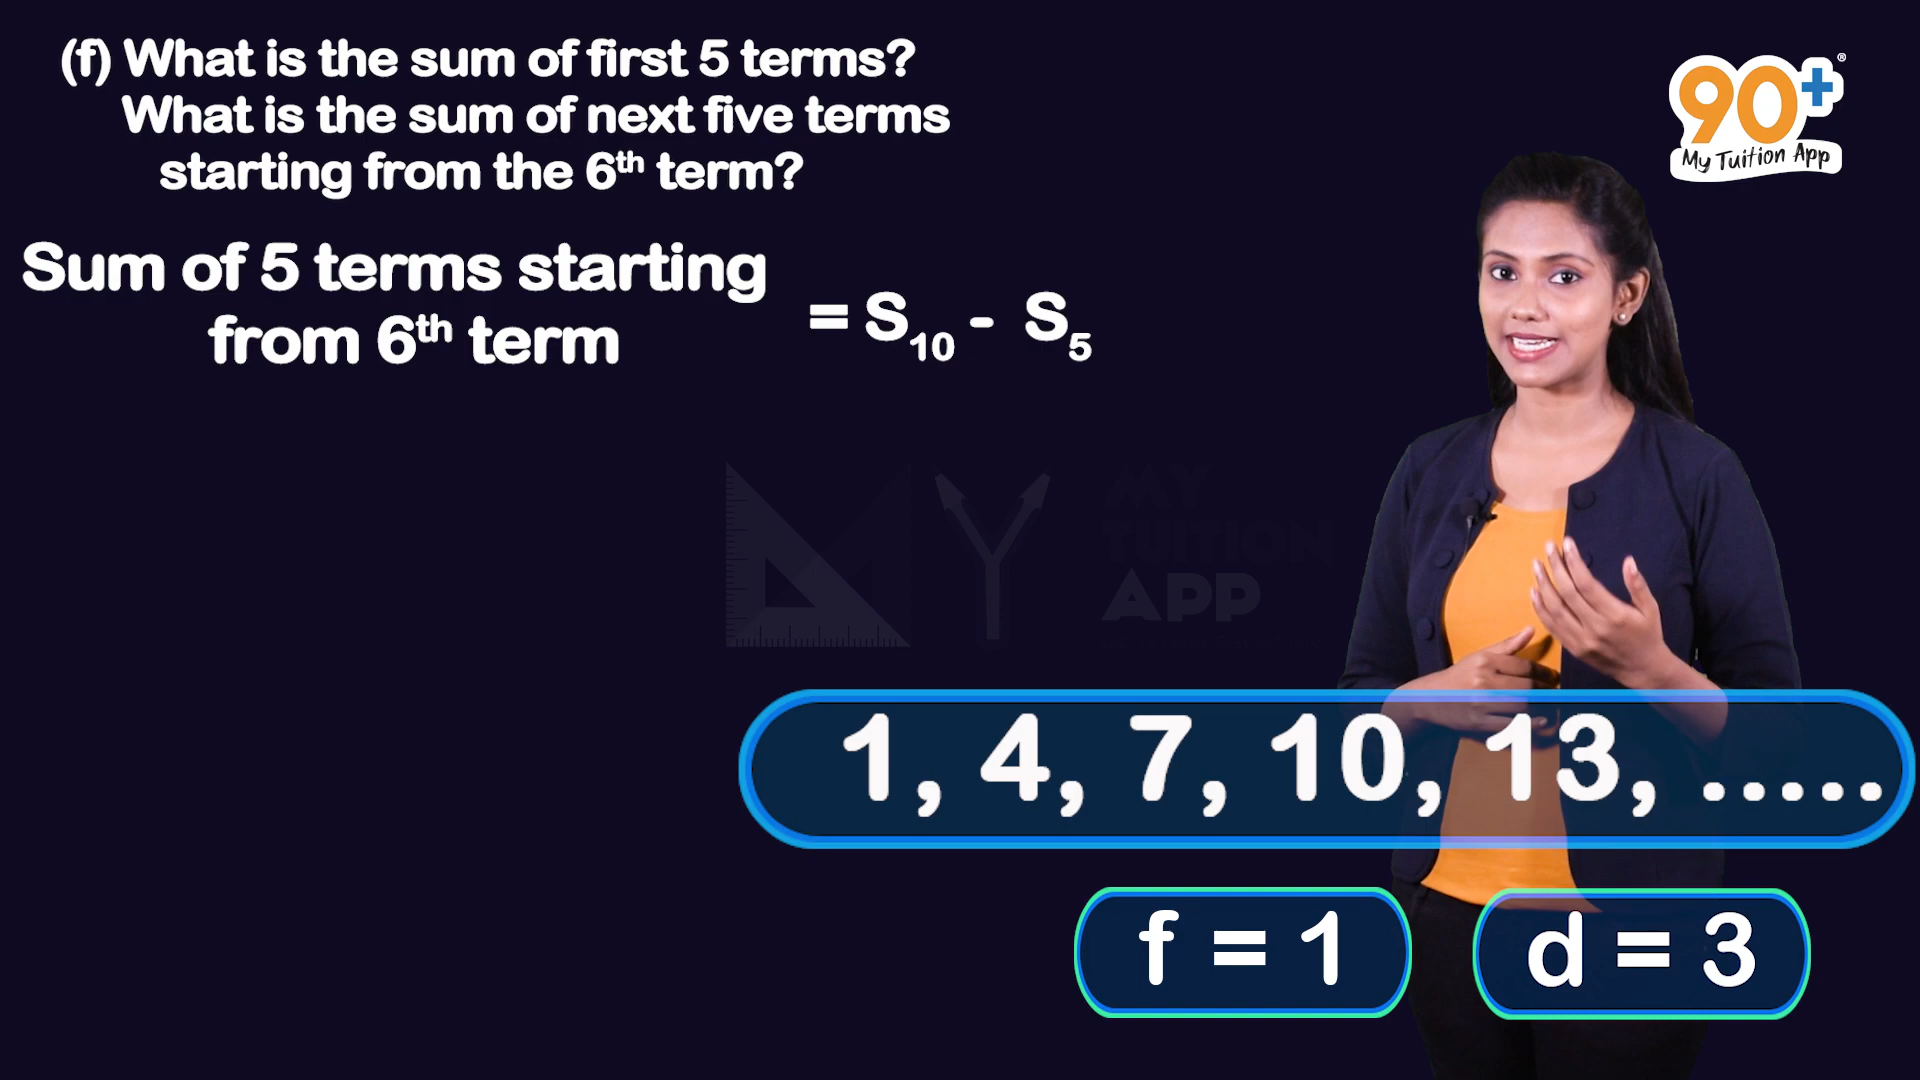 (f) What is the sum of first 5 terms?
What is the sum of next five terms
starting from the 6th term?
90+®
My Tuition App
Sum of 5 terms starting
from 6th term
= S10 - S5
MY
TUITION
APP
1, 4, 7, 10, 13, .....
f = 1
d = 3